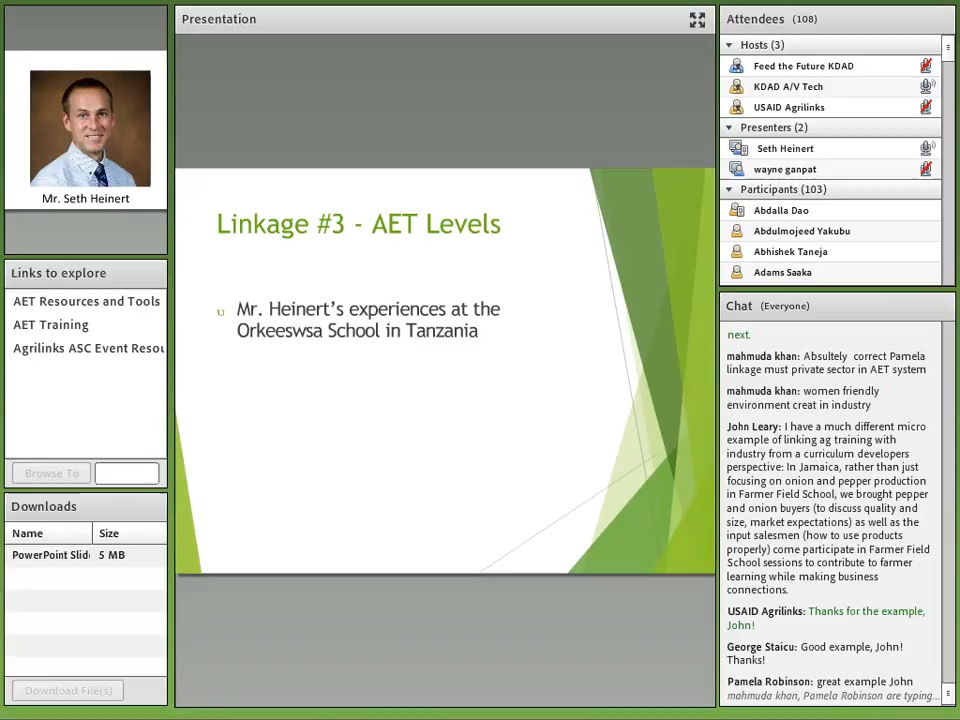 Mr. Seth Heinert
Links to explore
AET Resources and Tools
AET Training
Agrilinks ASC Event Resou
Browse To
Downloads
Name Size
PowerPoint Slid 5 MB
Download File(s)
Presentation
Linkage #3 - AET Levels
Mr. Heinert's experiences at the
Orkeeswsa School in Tanzania
Attendees (108)
Hosts (3)
Feed the Future KDAD
KDAD A/V Tech
USAID Agrilinks
Presenters (2)
Seth Heinert
wayne ganpat
Participants (103)
Abdalla Dao
Abdulmojeed Yakubu
Abhishek Taneja
Adams Saaka
Chat (Everyone)
next.
mahmuda khan: Absultely correct Pamela
linkage must private sector in AET system
mahmuda khan: women friendly
environment creat in industry
John Leary: I have a much different micro
example of linking ag training with
industry from a curriculum developers
perspective: In Jamaica, rather than just
focusing on onion and pepper production
in Farmer Field School, we brought pepper
and onion buyers (to discuss quality and
size, market expectations) as well as the
input salesmen (how to use products
properly) come participate in Farmer Field
School sessions to contribute to farmer
learning while making business
connections.
USAID Agrilinks: Thanks for the example,
John!
George Staicu: Good example, John!
Thanks!
Pamela Robinson: great example John
mahmuda khan, Pamela Robinson are typing...